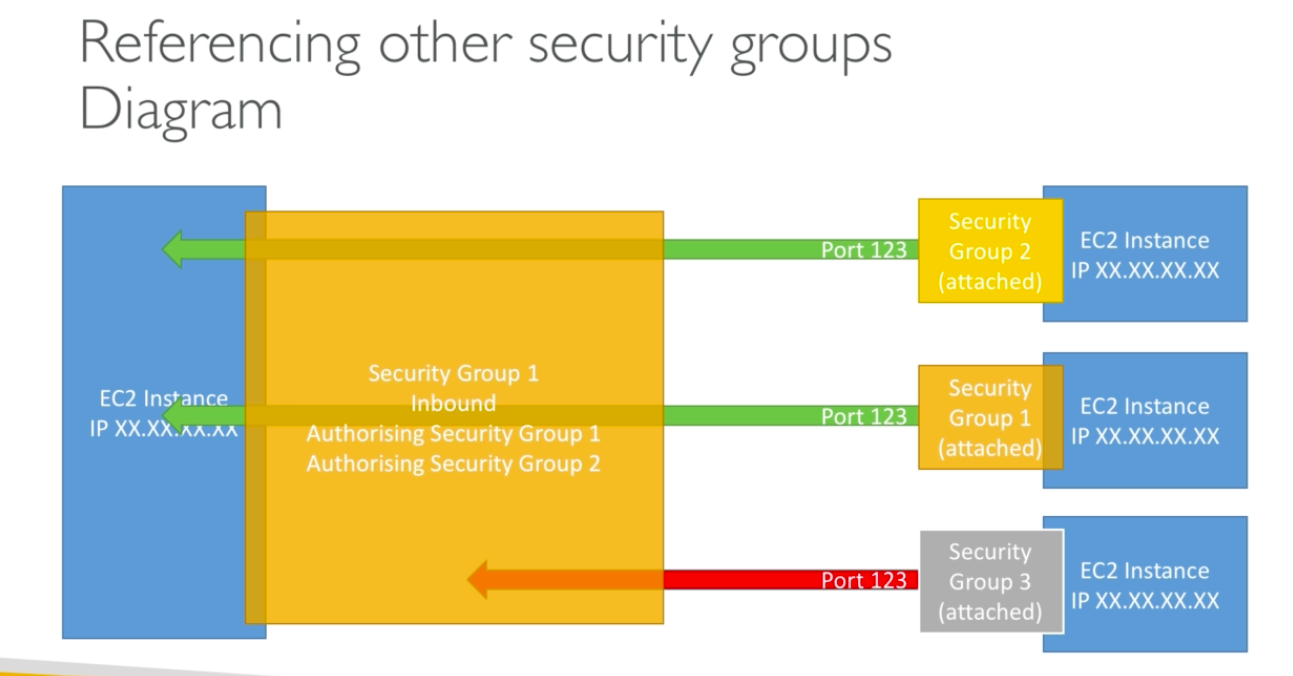 Referencing other security groups
Diagram
EC2 Instance
IP XX.XX.XX.XX
Security Group 1
Inbound
Authorising Security Group 1
Authorising Security Group 2
Port 123
Security
Group 2
(attached)
EC2 Instance
IP XX.XX.XX.XX
Port 123
Security
Group 1
(attached)
EC2 Instance
IP XX.XX.XX.XX
Port 123
Security
Group 3
(attached)
EC2 Instance
IP XX.XX.XX.XX